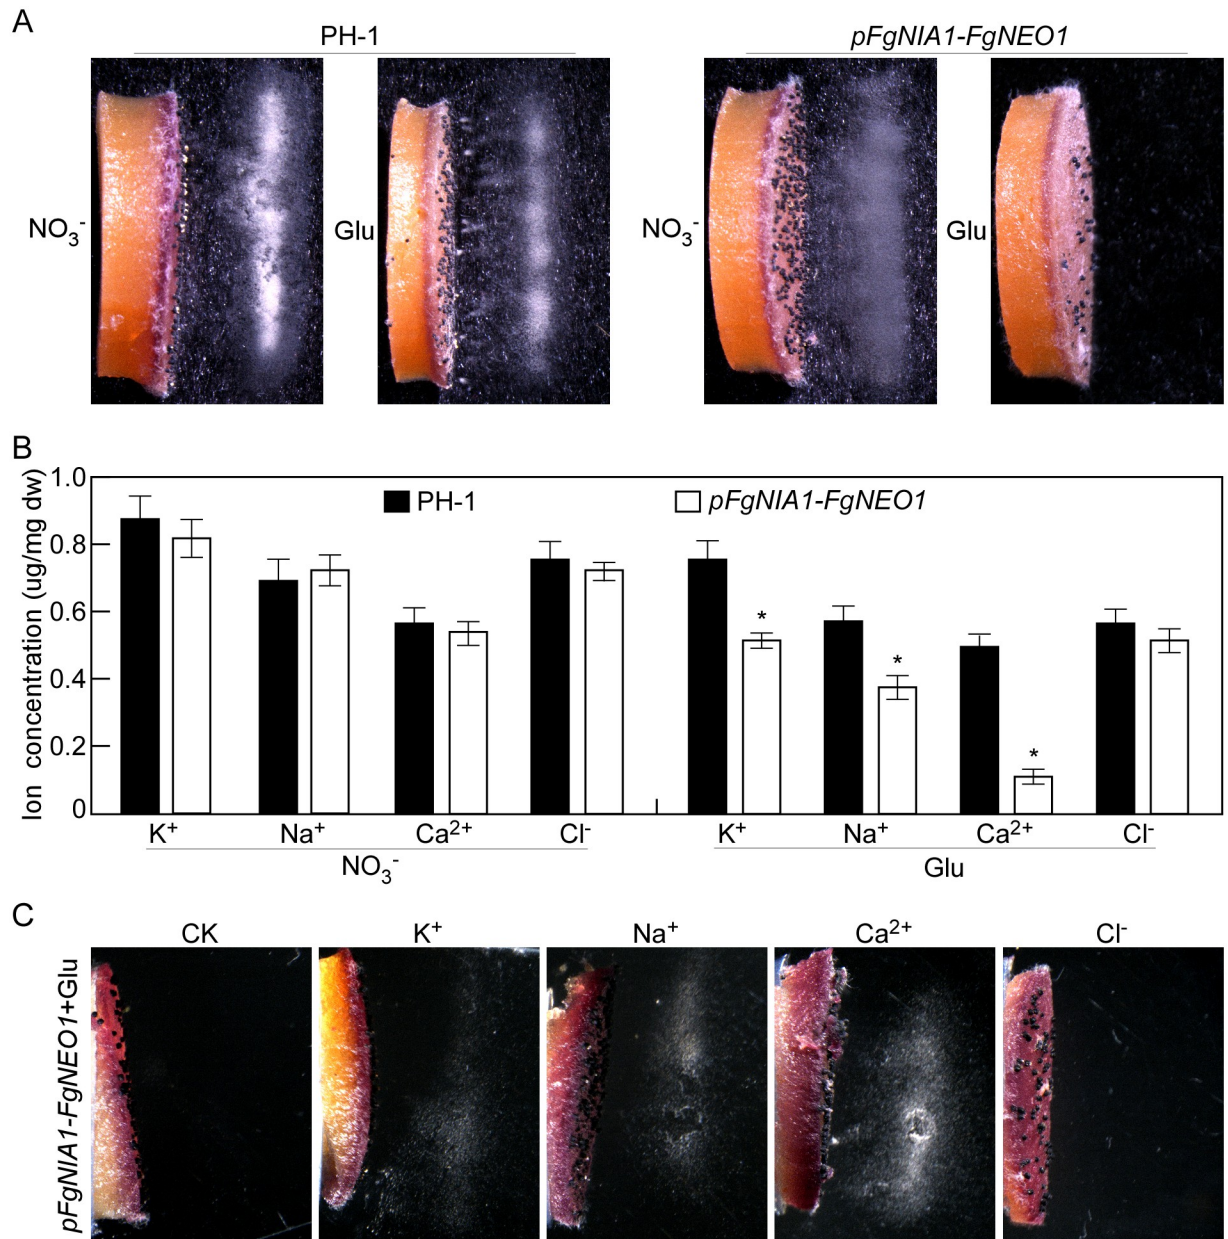 A
PH-1
pFgNIA1-FgNEO1
NO₃⁻
Glu
NO₃⁻
Glu
B
Ion concentration (ug/mg dw)
1.0
0.8
0.6
0.4
0.2
0
PH-1
pFgNIA1-FgNEO1
*
*
*
K⁺ Na⁺ Ca²⁺ Cl⁻ K⁺ Na⁺ Ca²⁺ Cl⁻
NO₃⁻ Glu
C
CK K⁺ Na⁺ Ca²⁺ Cl⁻
pFgNIA1-FgNEO1+Glu